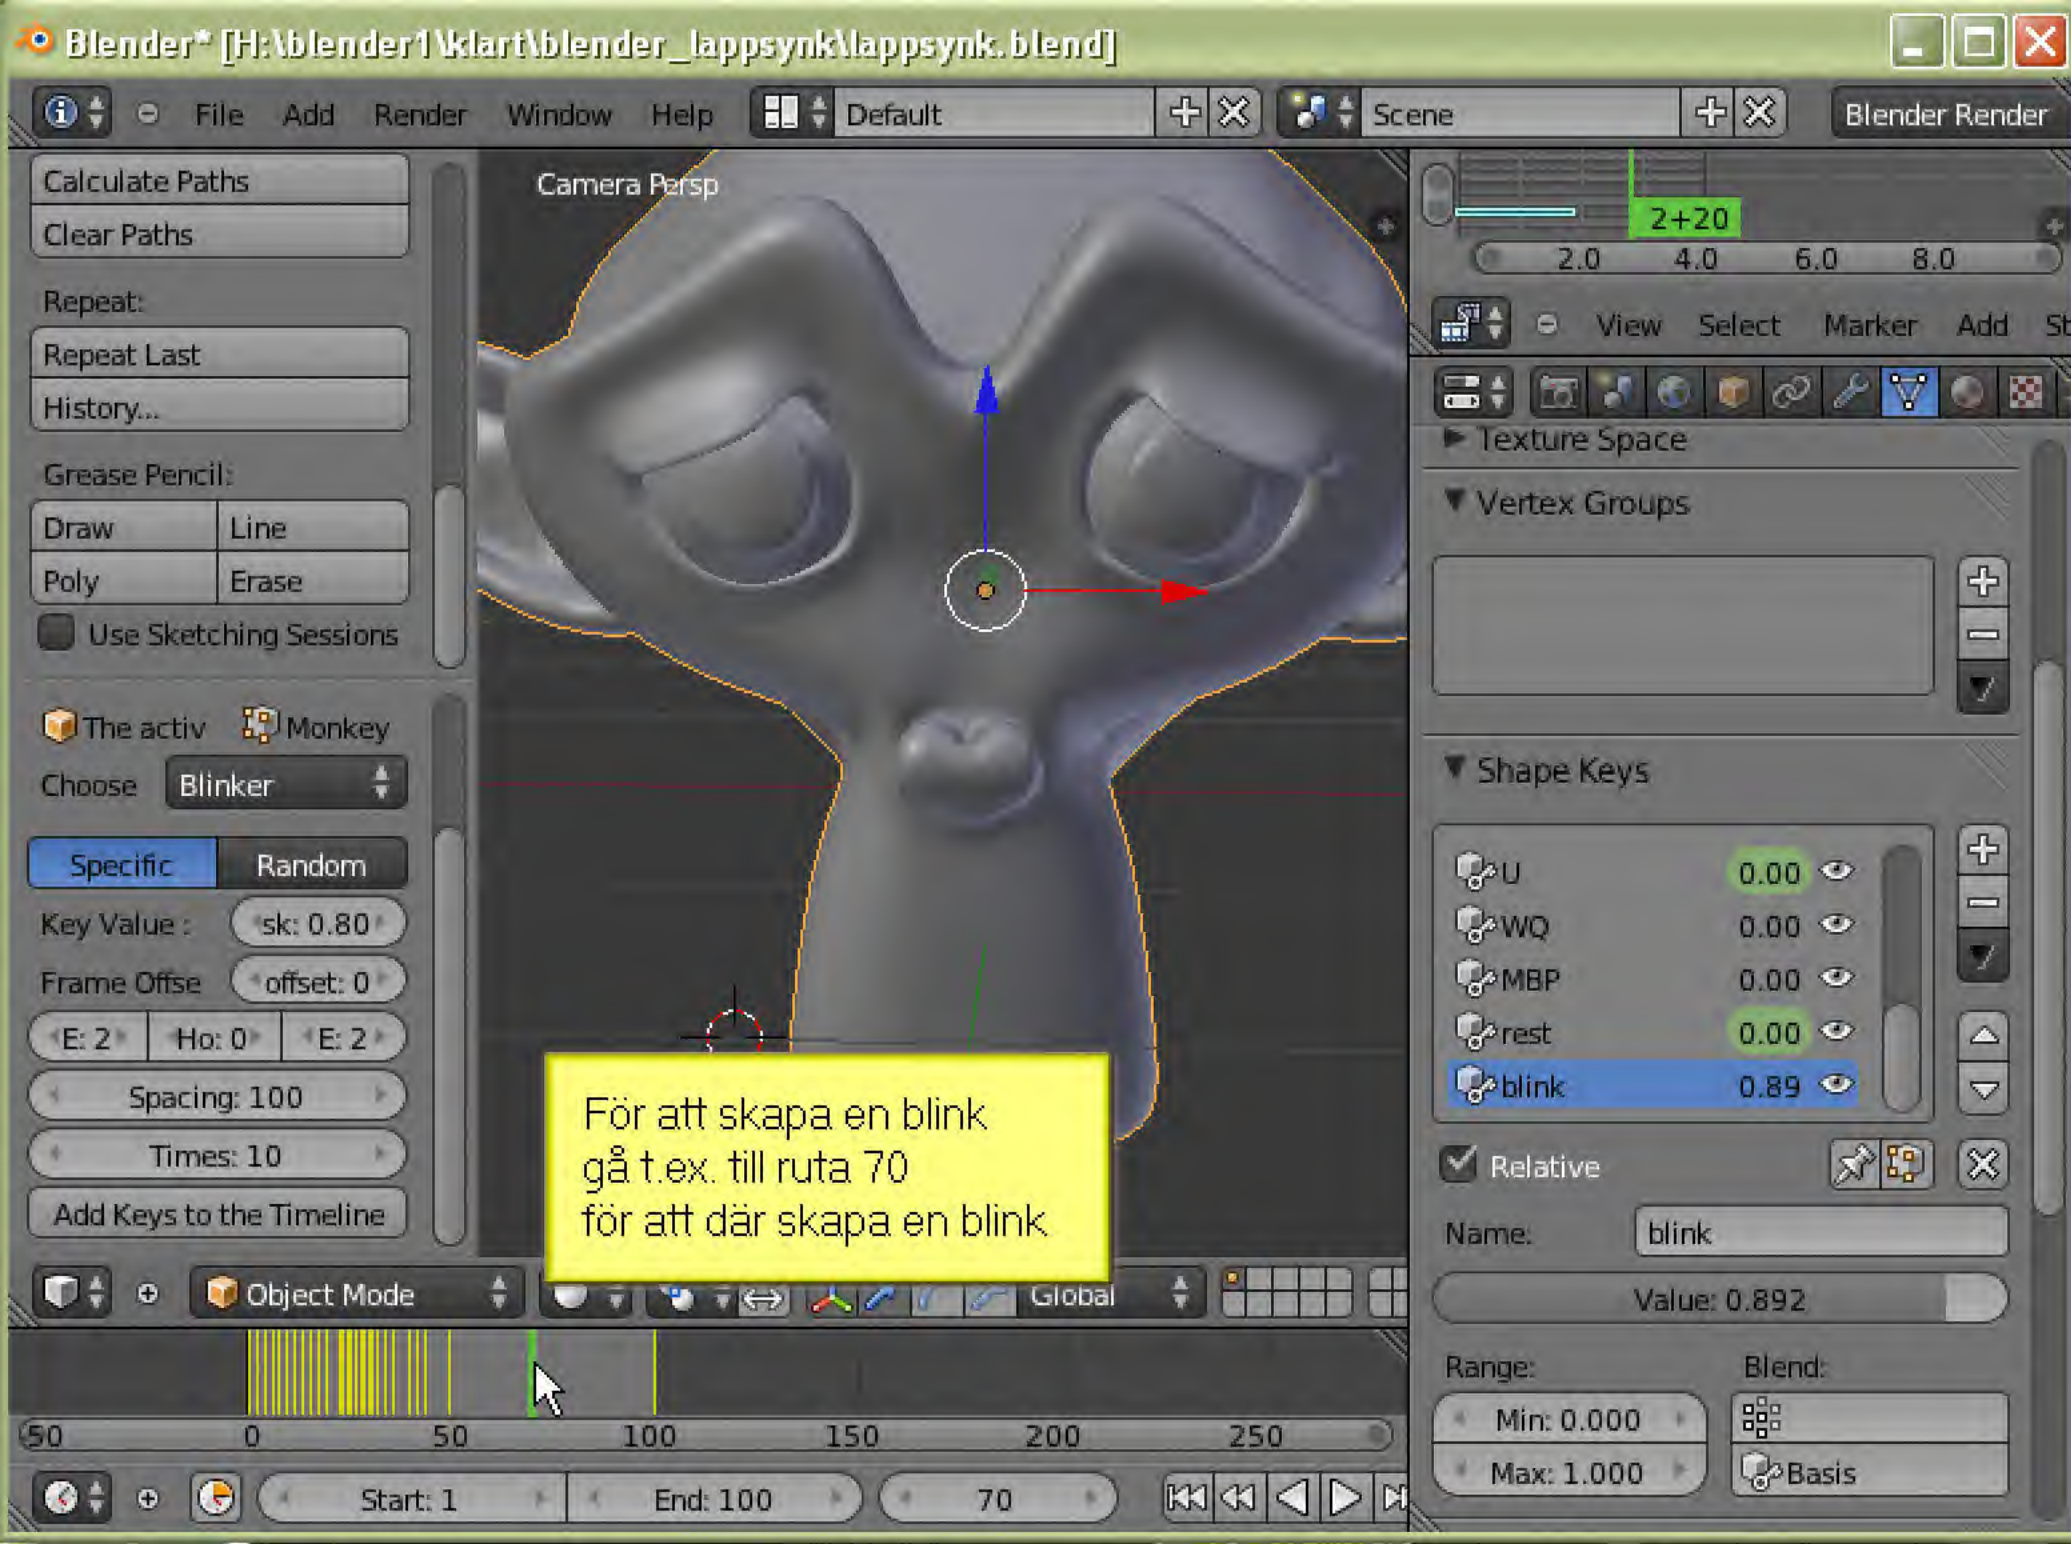 Blender* [H:\blender1\klart\blender_lappsynk\lappsynk.blend]
File Add Render Window Help Default Scene Blender Render
Calculate Paths
Clear Paths
Repeat:
Repeat Last
History...
Grease Pencil:
Draw Line
Poly Erase
Use Sketching Sessions
The activ Monkey
Choose Blinker
Specific Random
Key Value : sk: 0.80
Frame Offse offset: 0
E: 2 Ho: 0 E: 2
Spacing: 100
Times: 10
Add Keys to the Timeline
Camera Persp
För att skapa en blink
gå t.ex. till ruta 70
för att där skapa en blink
Object Mode Global
2+20
2.0 4.0 6.0 8.0
View Select Marker Add St
Texture Space
Vertex Groups
Shape Keys
U 0.00
WQ 0.00
MBP 0.00
rest 0.00
blink 0.89
Relative
Name: blink
Value: 0.892
Range: Blend:
Min: 0.000
Max: 1.000 Basis
-50 0 50 100 150 200 250
Start: 1 End: 100 70